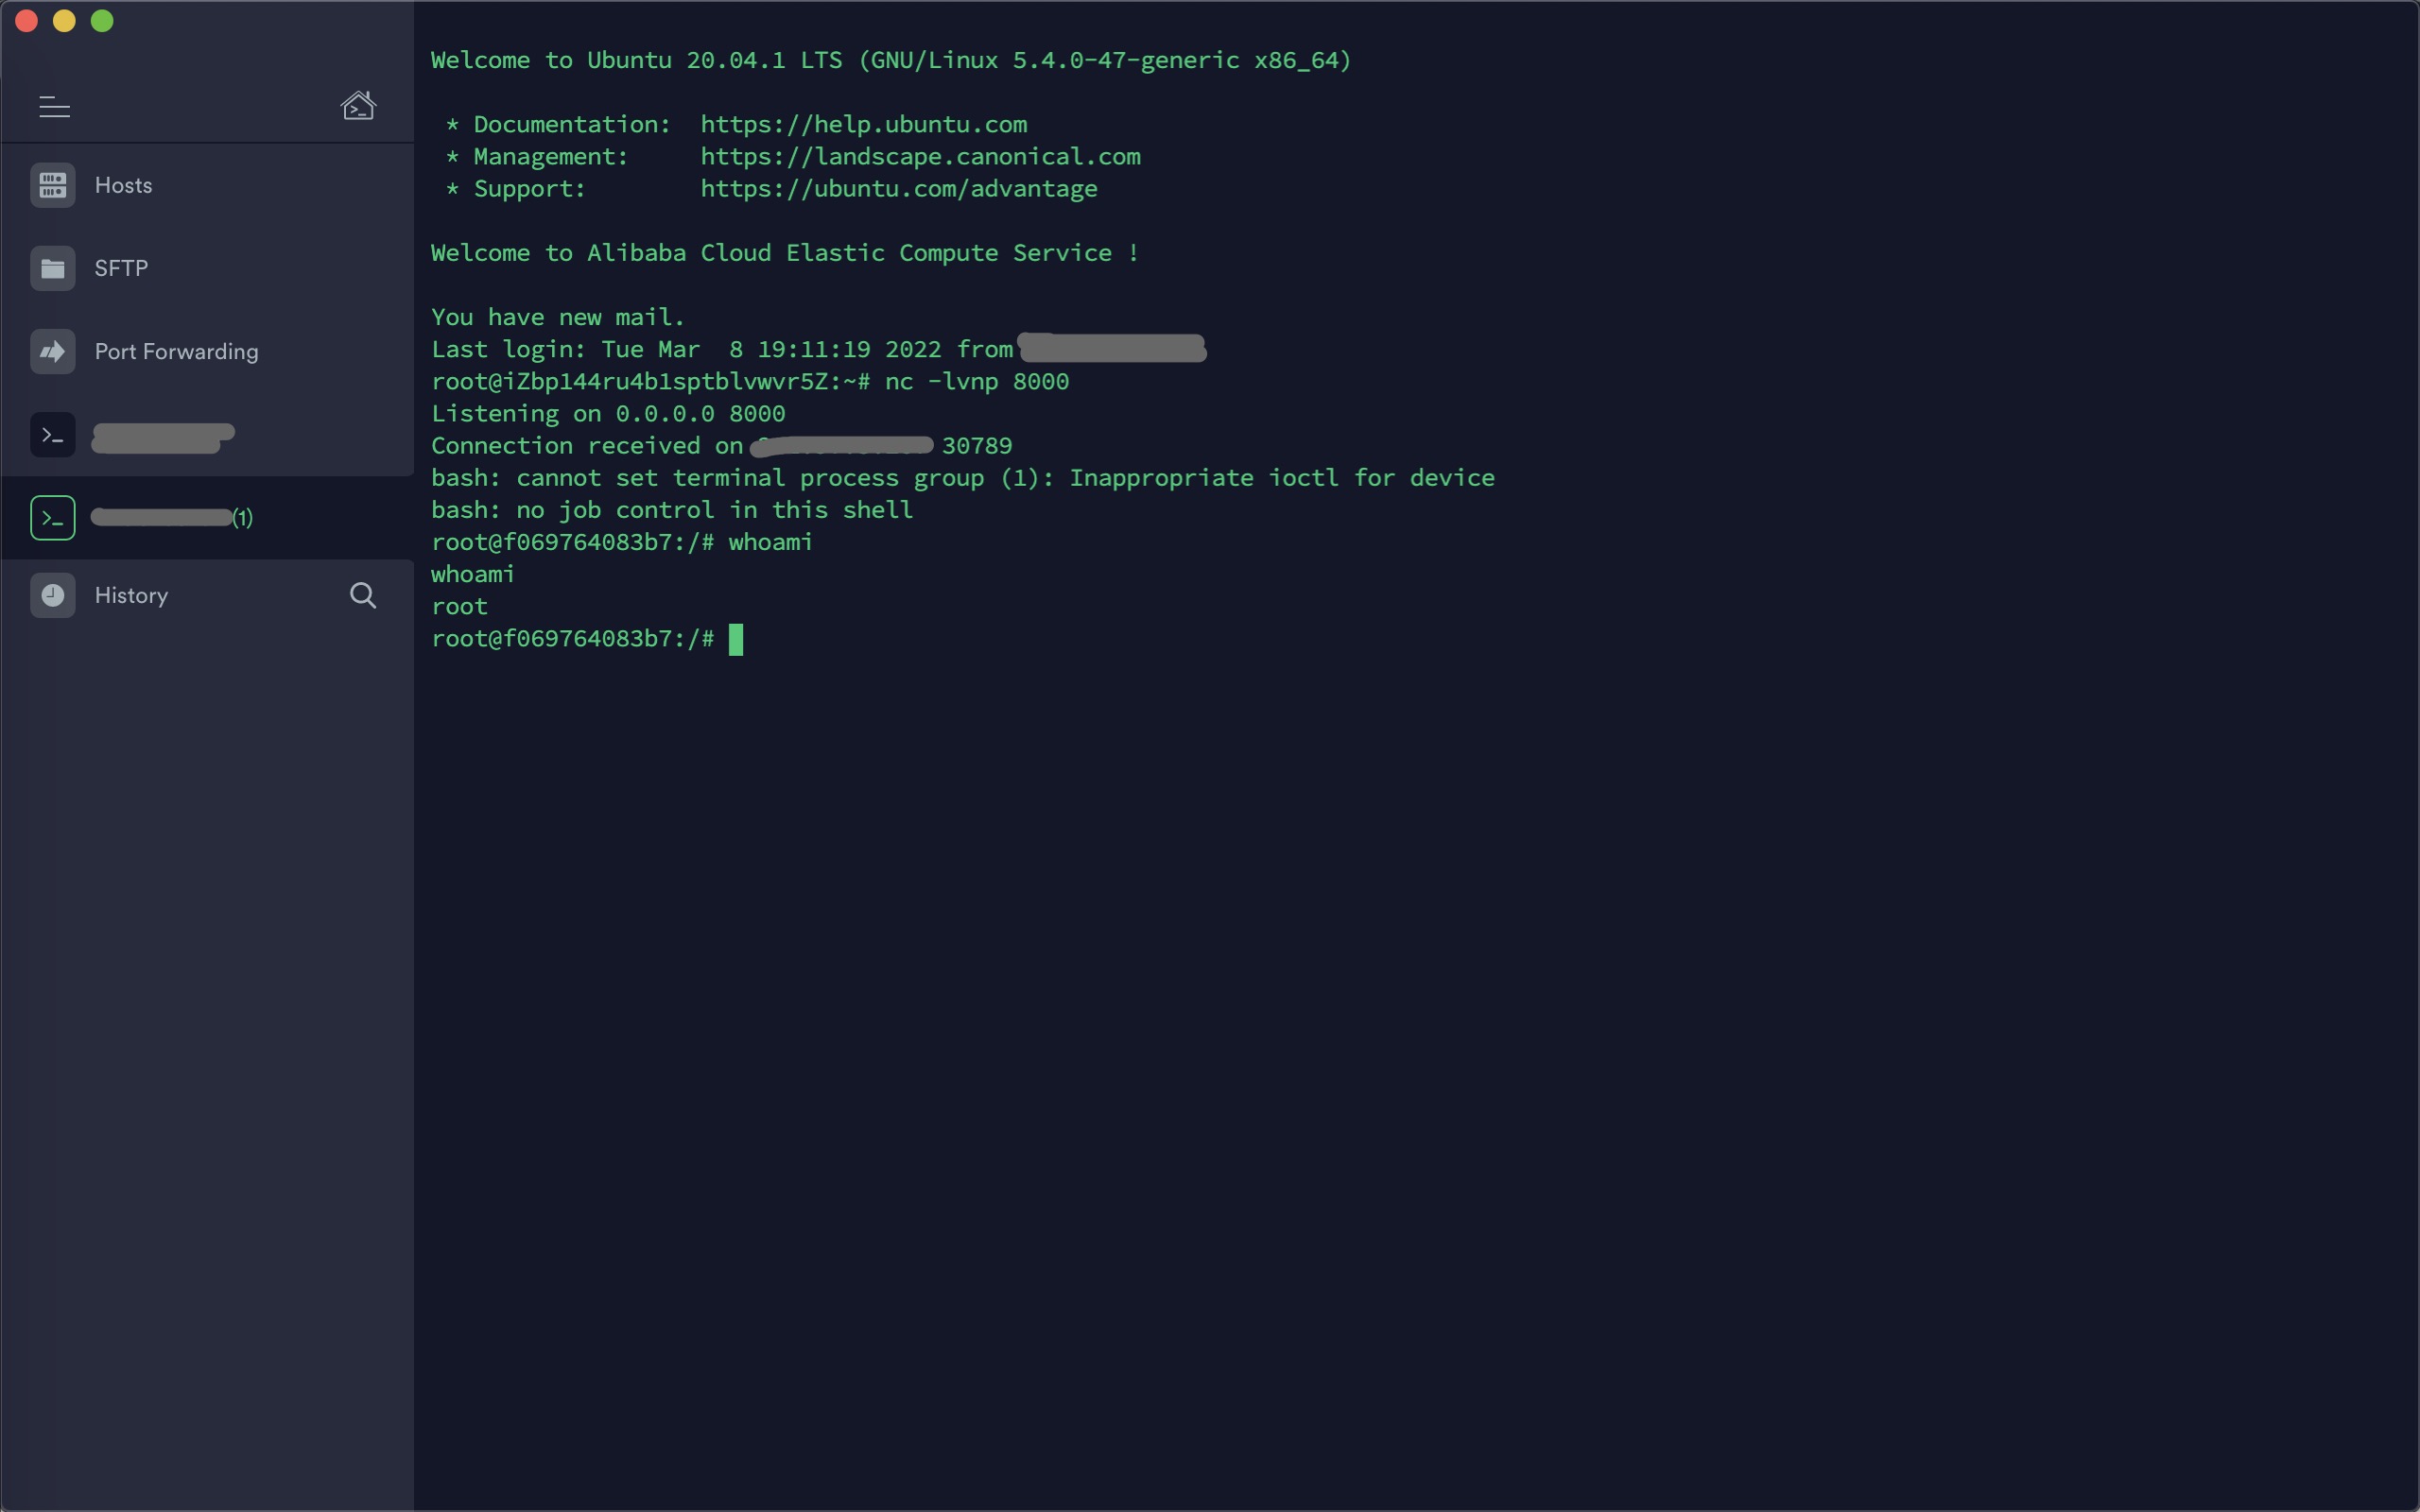 Hosts
SFTP
Port Forwarding
(1)
History
Welcome to Ubuntu 20.04.1 LTS (GNU/Linux 5.4.0-47-generic x86_64)
* Documentation:  https://help.ubuntu.com
* Management:     https://landscape.canonical.com
* Support:        https://ubuntu.com/advantage
Welcome to Alibaba Cloud Elastic Compute Service !
You have new mail.
Last login: Tue Mar  8 19:11:19 2022 from
root@iZbp144ru4b1sptblvwvr5Z:~# nc -lvnp 8000
Listening on 0.0.0.0 8000
Connection received on 30789
bash: cannot set terminal process group (1): Inappropriate ioctl for device
bash: no job control in this shell
root@f069764083b7:/# whoami
whoami
root
root@f069764083b7:/#